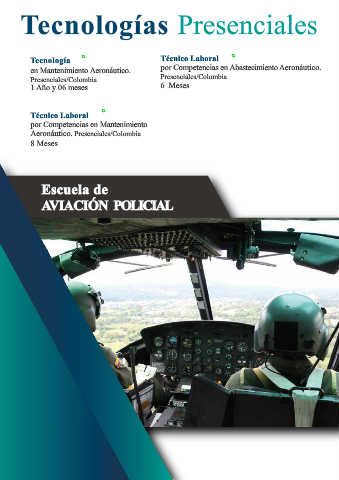 Tecnologías Presenciales
Tecnología
en Mantenimiento Aeronáutico.
Presenciales/Colombia
1 Año y 06 meses
Técnico Laboral
por Competencias en Abastecimiento Aeronáutico.
Presenciales/Colombia
6 Meses
Técnico Laboral
por Competencias en Mantenimiento
Aeronáutico. Presenciales/Colombia
8 Meses
Escuela de
AVIACIÓN POLICIAL